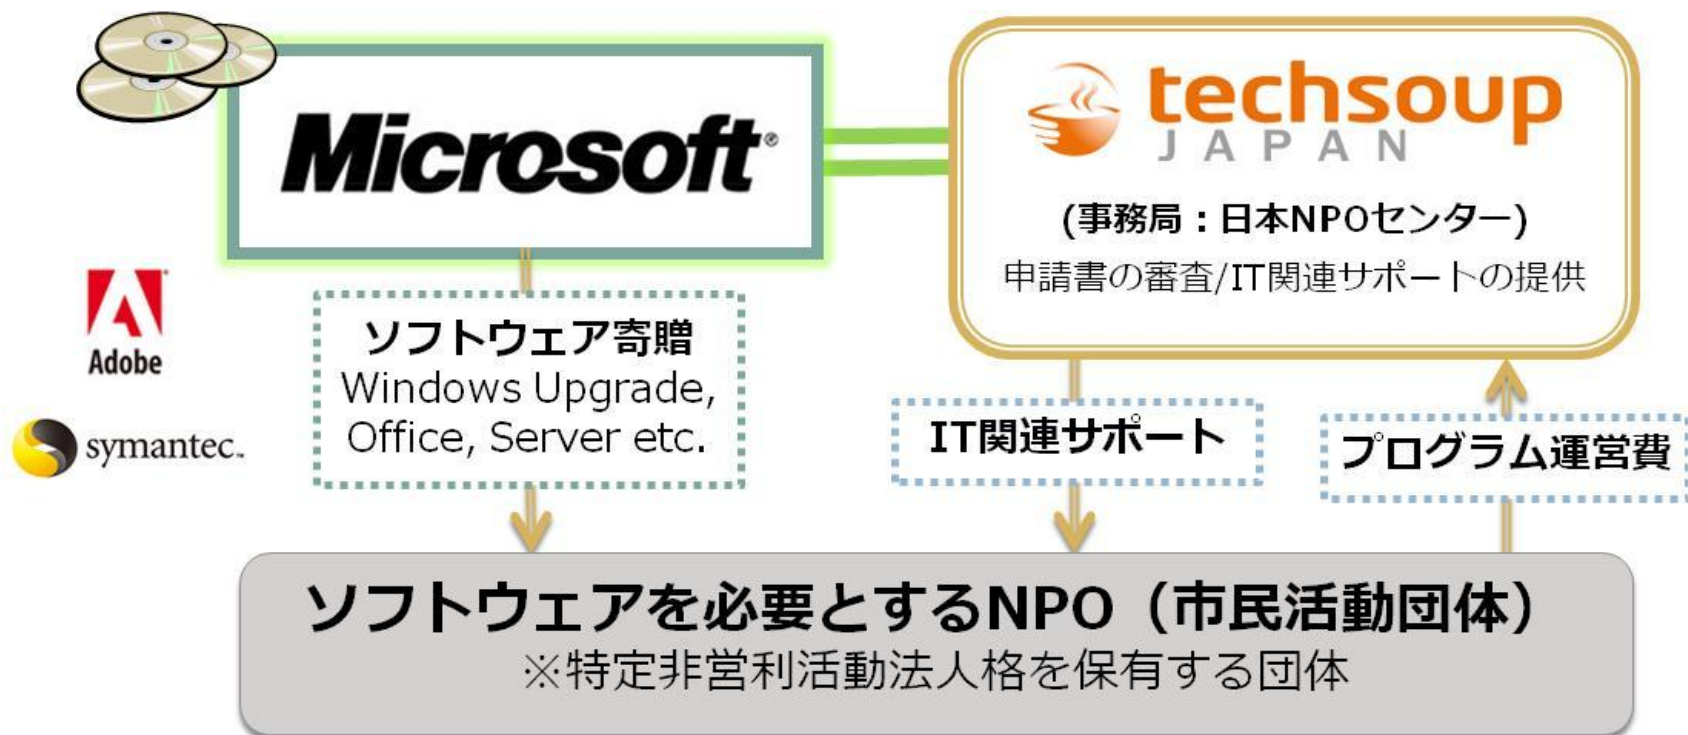 Microsoft®
techsoup
JAPAN
(事務局：日本NPOセンター)
申請書の審査/IT関連サポートの提供
Adobe
symantec.
ソフトウェア寄贈
Windows Upgrade,
Office, Server etc.
IT関連サポート
プログラム運営費
ソフトウェアを必要とするNPO（市民活動団体）
※特定非営利活動法人格を保有する団体